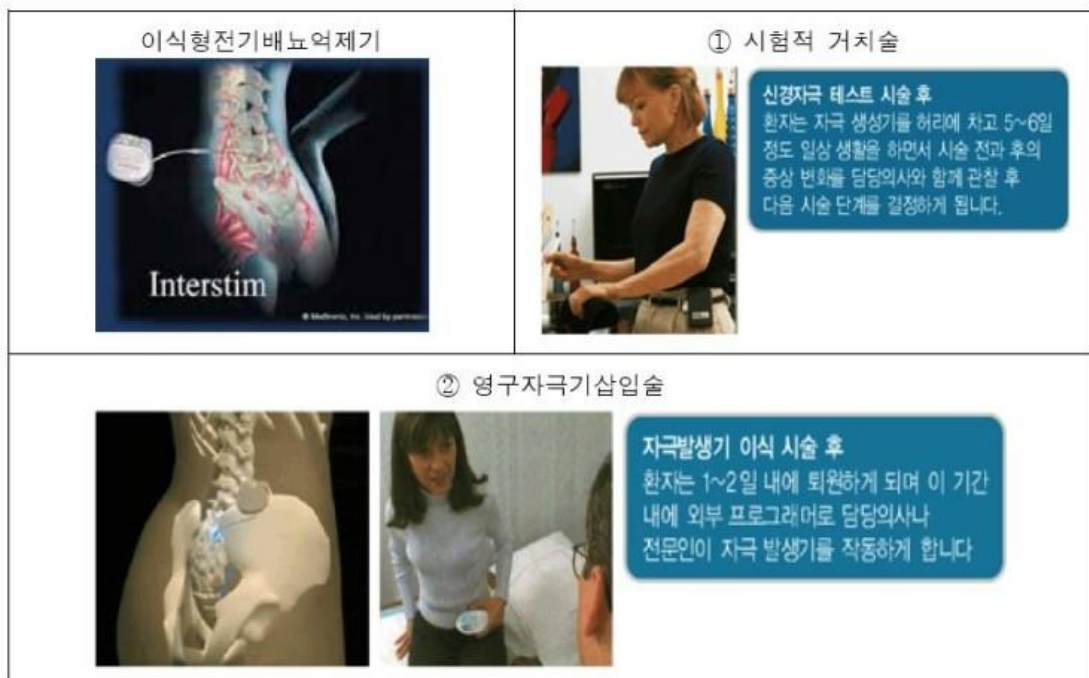 이식형전기배뇨억제기
① 시험적 거치술
Interstim
© Medtronic, Inc. Used by permission
신경자극 테스트 시술 후
환자는 자극 생성기를 허리에 차고 5~6일
정도 일상 생활을 하면서 시술 전과 후의
증상 변화를 담당의사와 함께 관찰 후
다음 시술 단계를 결정하게 됩니다.
② 영구자극기삽입술
자극발생기 이식 시술 후
환자는 1~2일 내에 퇴원하게 되며 이 기간
내에 외부 프로그래머로 담당의사나
전문인이 자극 발생기를 작동하게 합니다